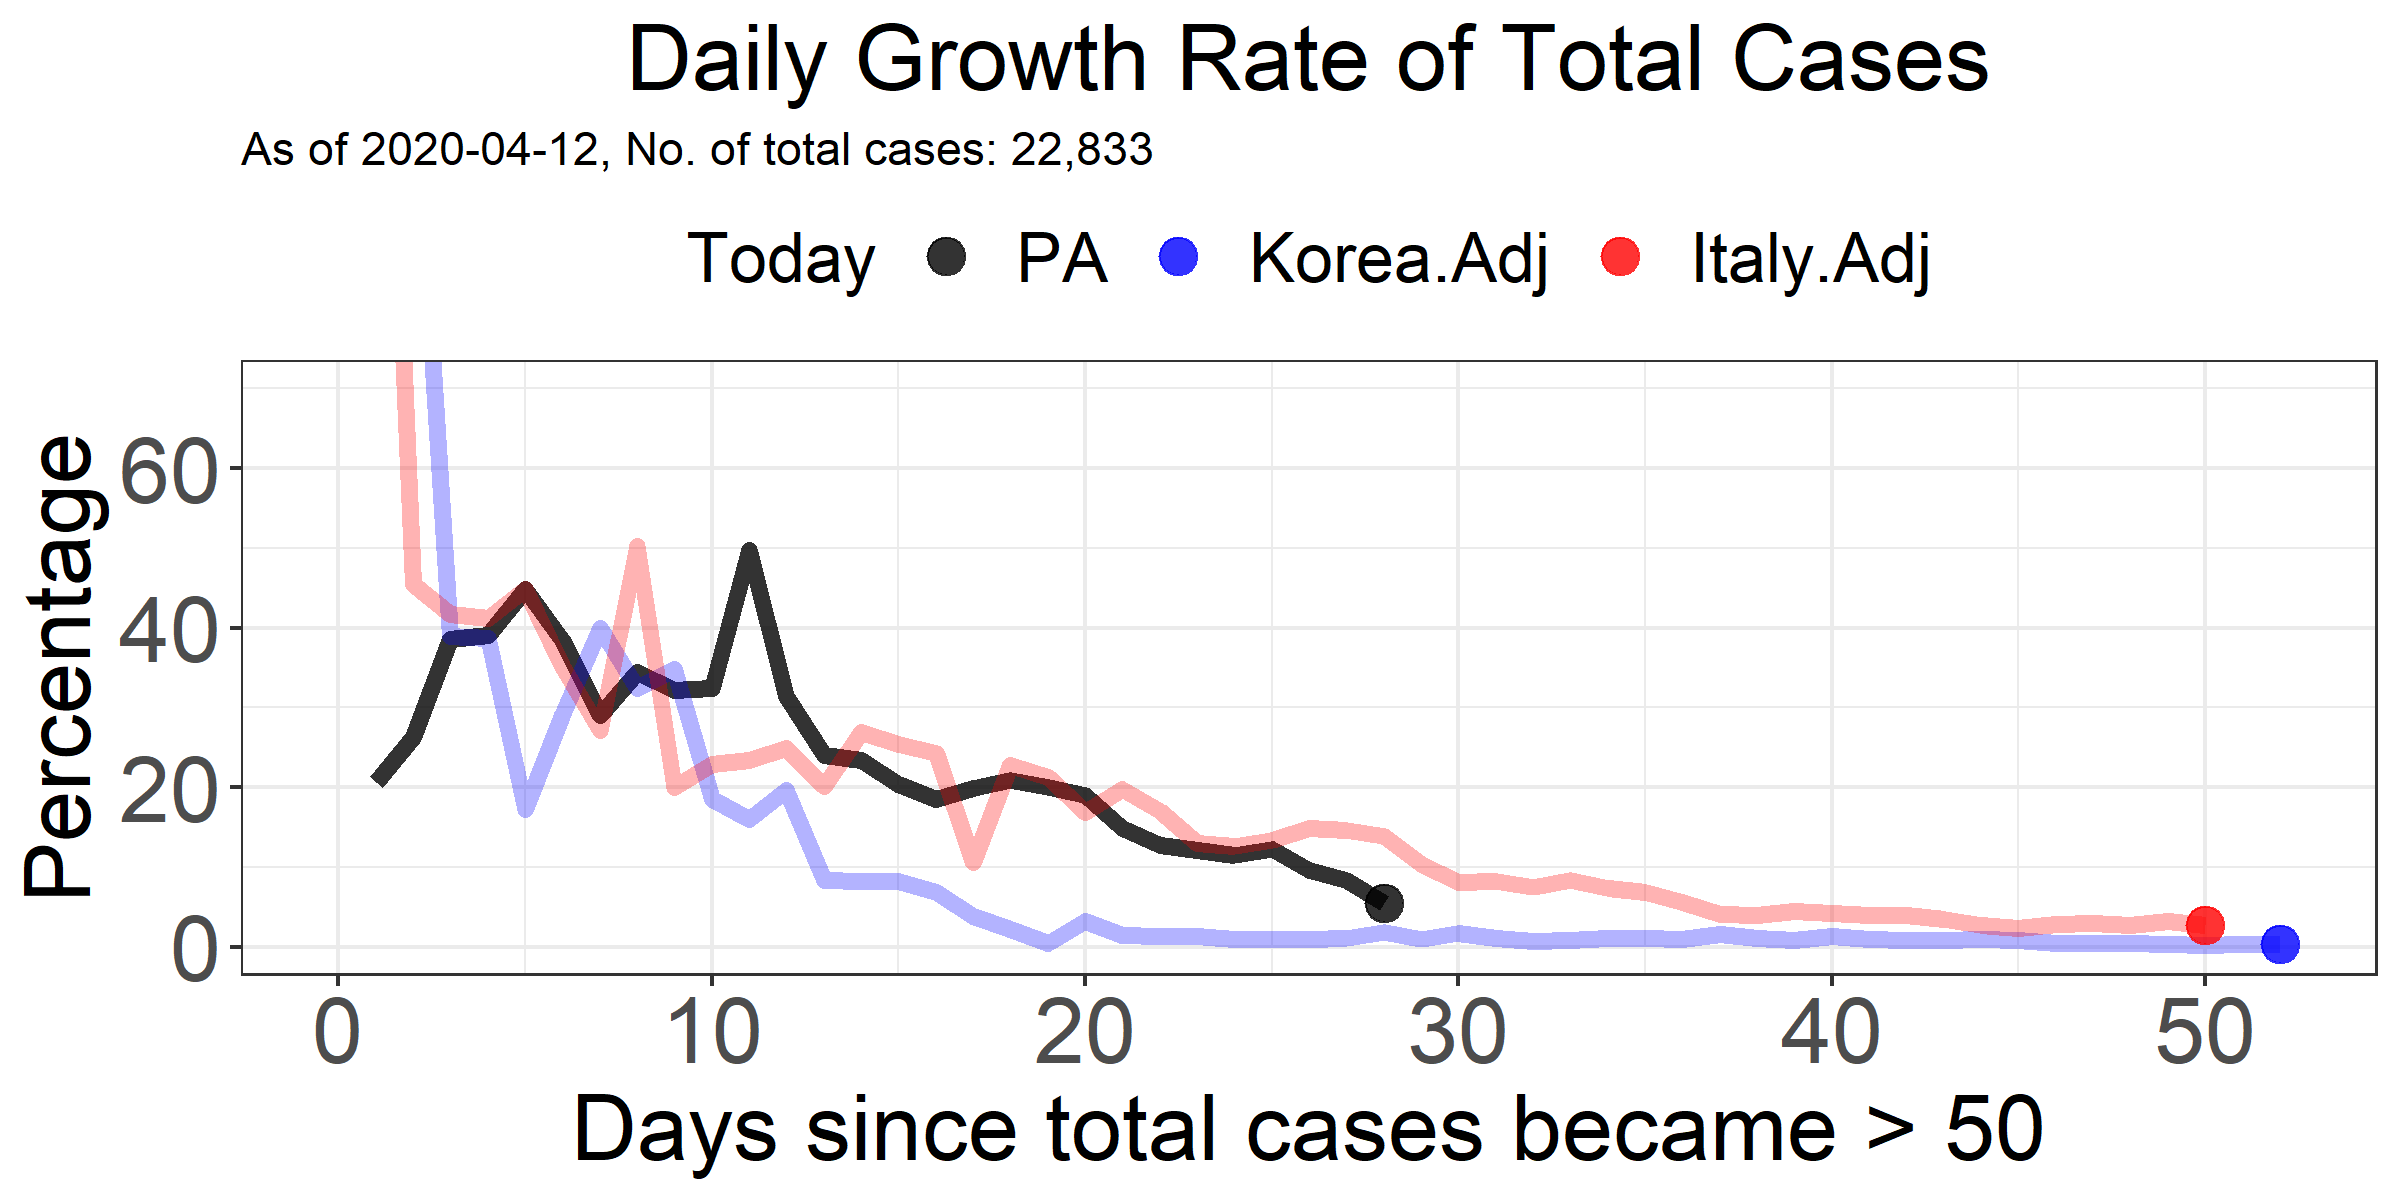 Daily Growth Rate of Total Cases
As of 2020-04-12, No. of total cases: 22,833
Today PA Korea.Adj Italy.Adj
Percentage
60
40
20
0
0 10 20 30 40 50
Days since total cases became > 50